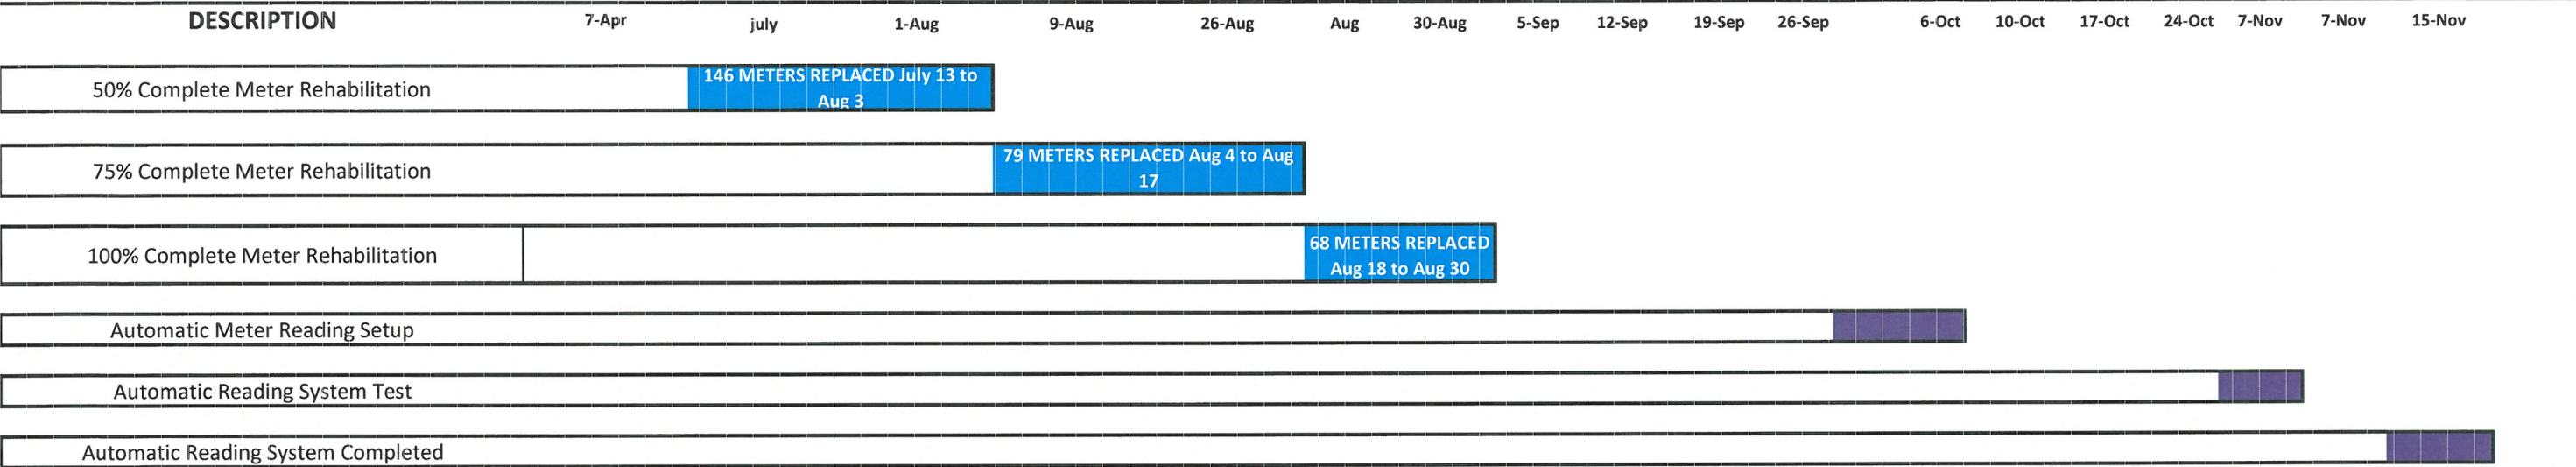 DESCRIPTION 7-Apr july 1-Aug 9-Aug 26-Aug Aug 30-Aug 5-Sep 12-Sep 19-Sep 26-Sep 6-Oct 10-Oct 17-Oct 24-Oct 7-Nov 7-Nov 15-Nov
50% Complete Meter Rehabilitation
146 METERS REPLACED July 13 to
Aug 3
75% Complete Meter Rehabilitation
79 METERS REPLACED Aug 4 to Aug
17
100% Complete Meter Rehabilitation
68 METERS REPLACED
Aug 18 to Aug 30
Automatic Meter Reading Setup
Automatic Reading System Test
Automatic Reading System Completed